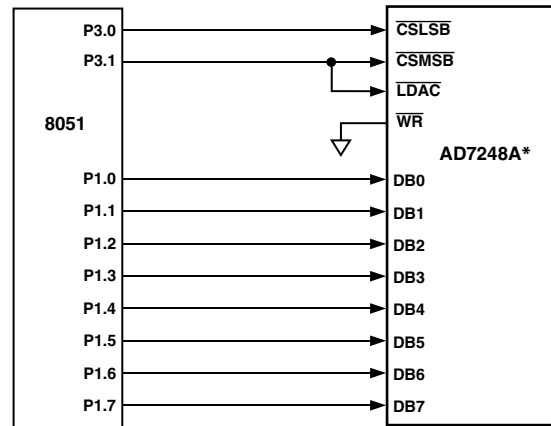 P3.0 CSLSB
P3.1 CSMSB
LDAC
8051 WR
AD7248A*
P1.0 DB0
P1.1 DB1
P1.2 DB2
P1.3 DB3
P1.4 DB4
P1.5 DB5
P1.6 DB6
P1.7 DB7